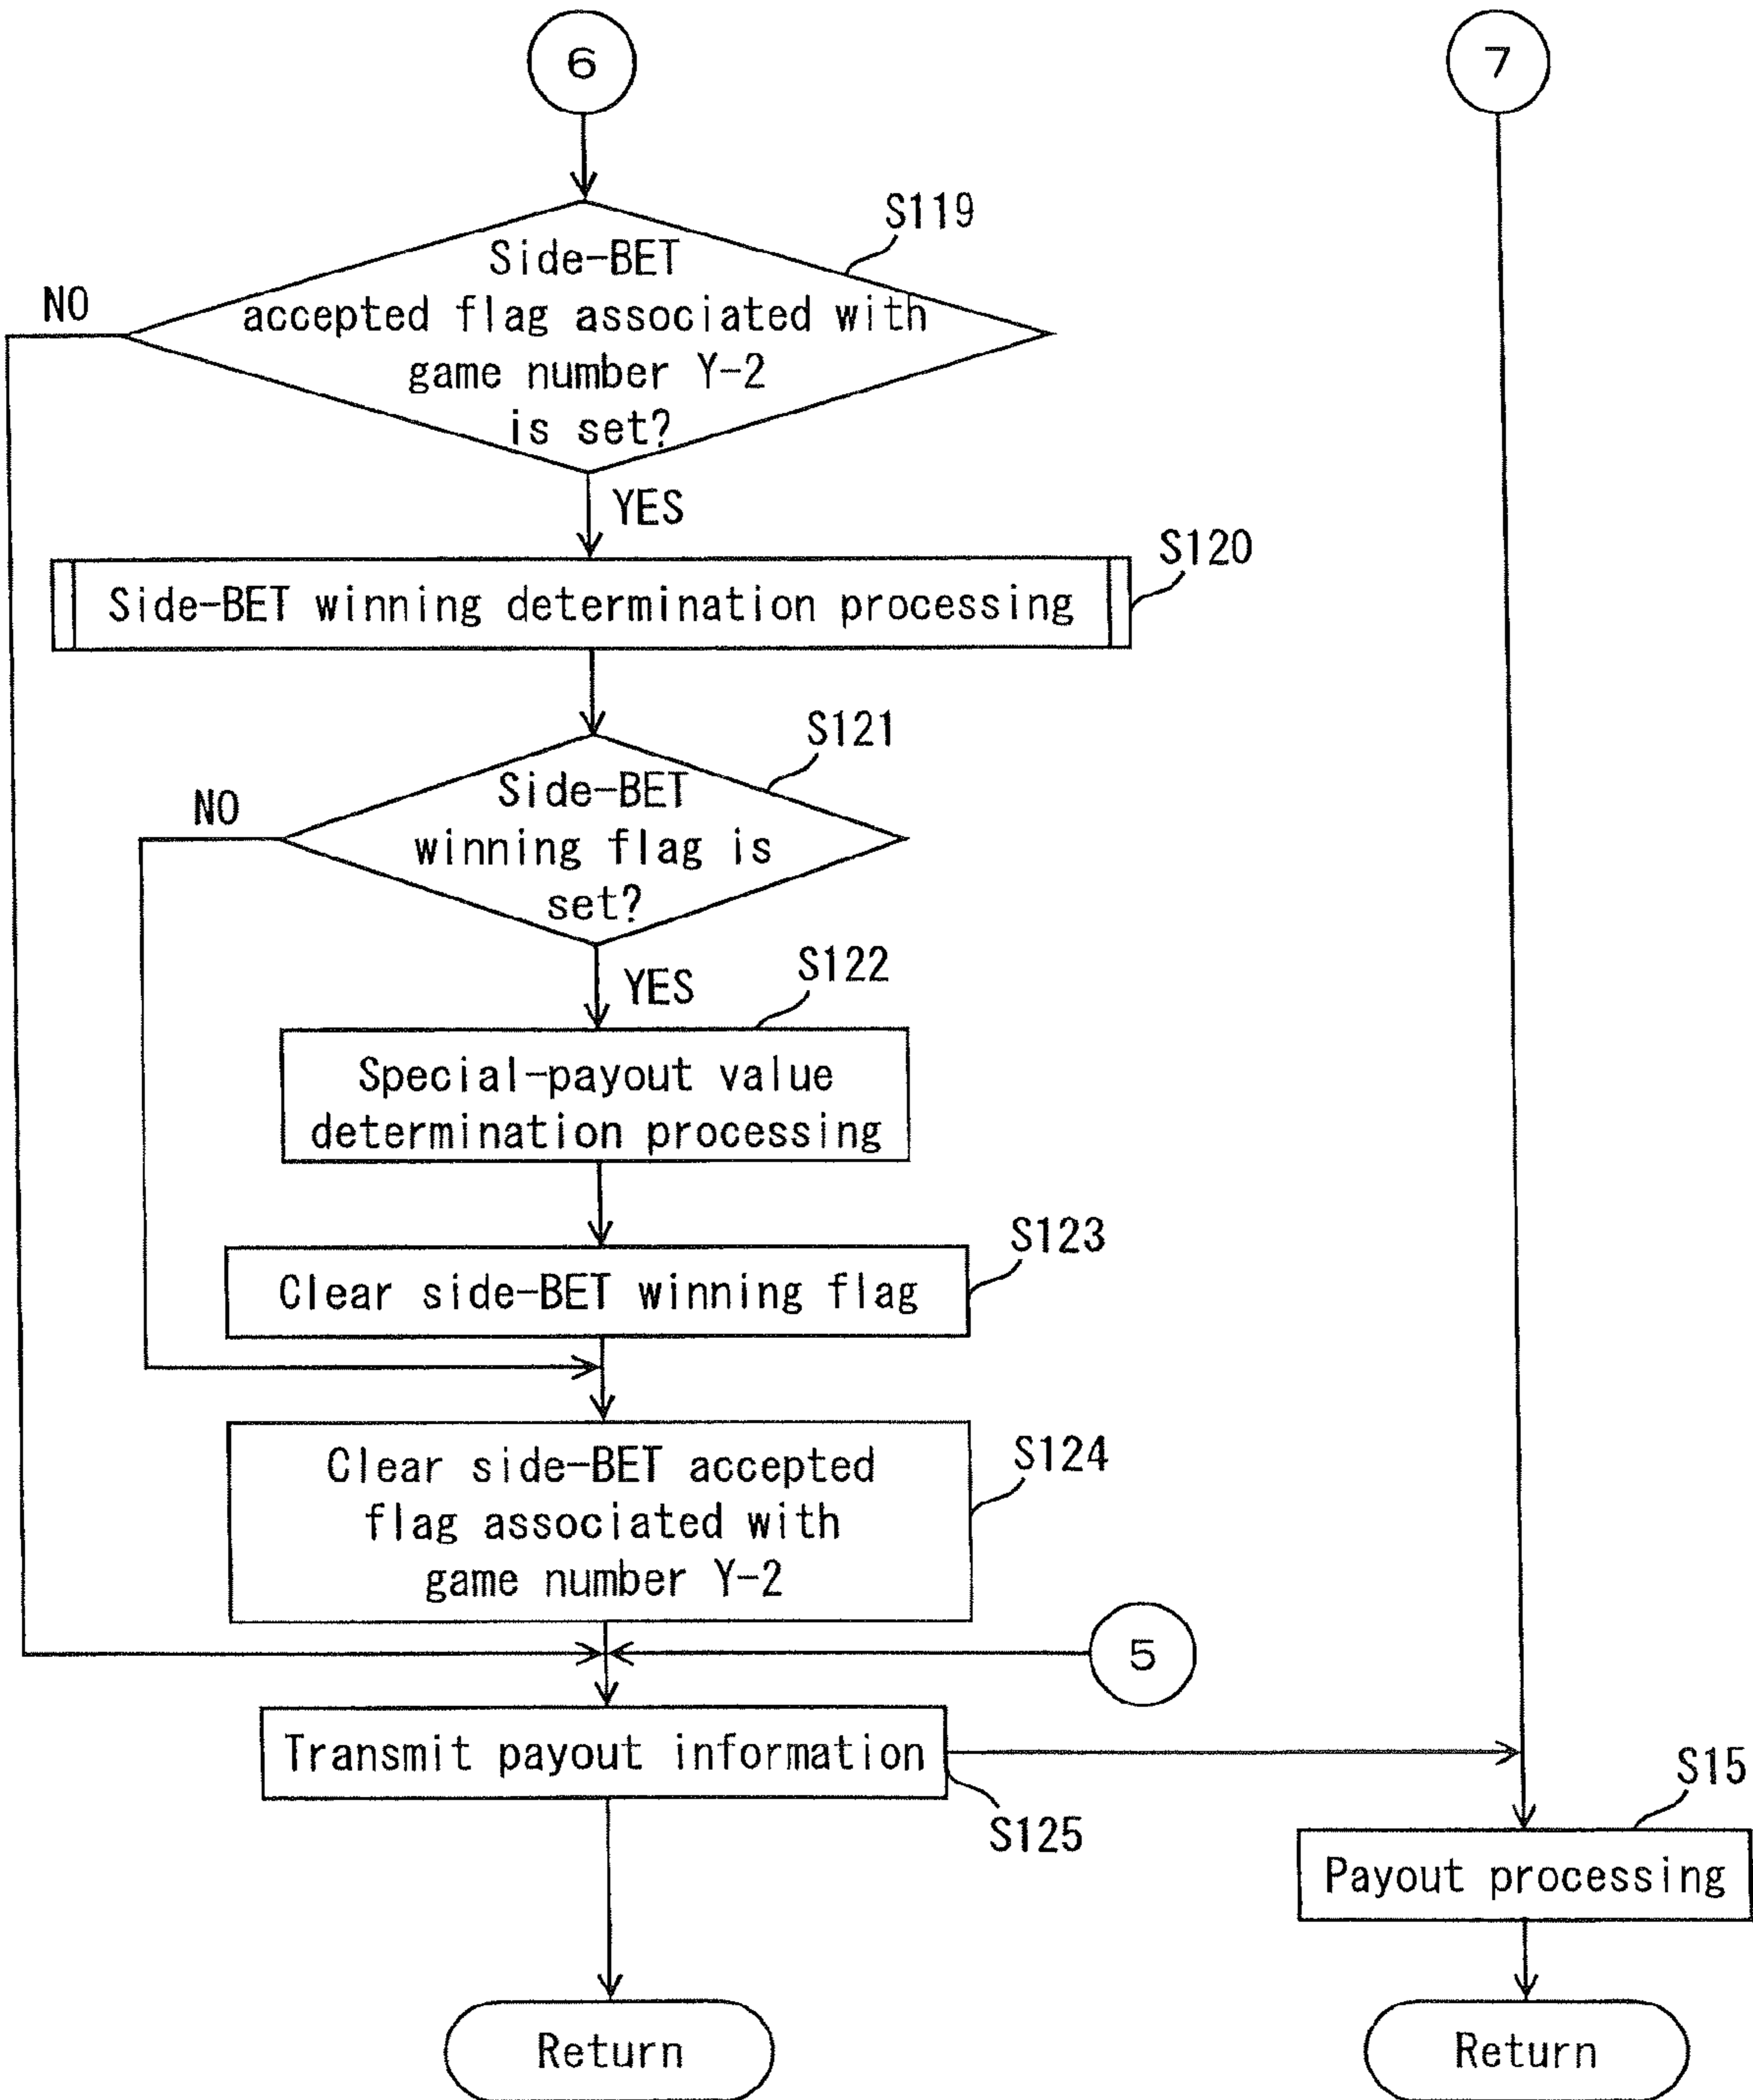 6
7
S119
Side-BET
accepted flag associated with
game number Y-2
is set?
NO
YES
S120
Side-BET winning determination processing
S121
Side-BET
winning flag is
set?
NO
YES
S122
Special-payout value
determination processing
S123
Clear side-BET winning flag
S124
Clear side-BET accepted
flag associated with
game number Y-2
5
Transmit payout information
S125
S15
Payout processing
Return
Return